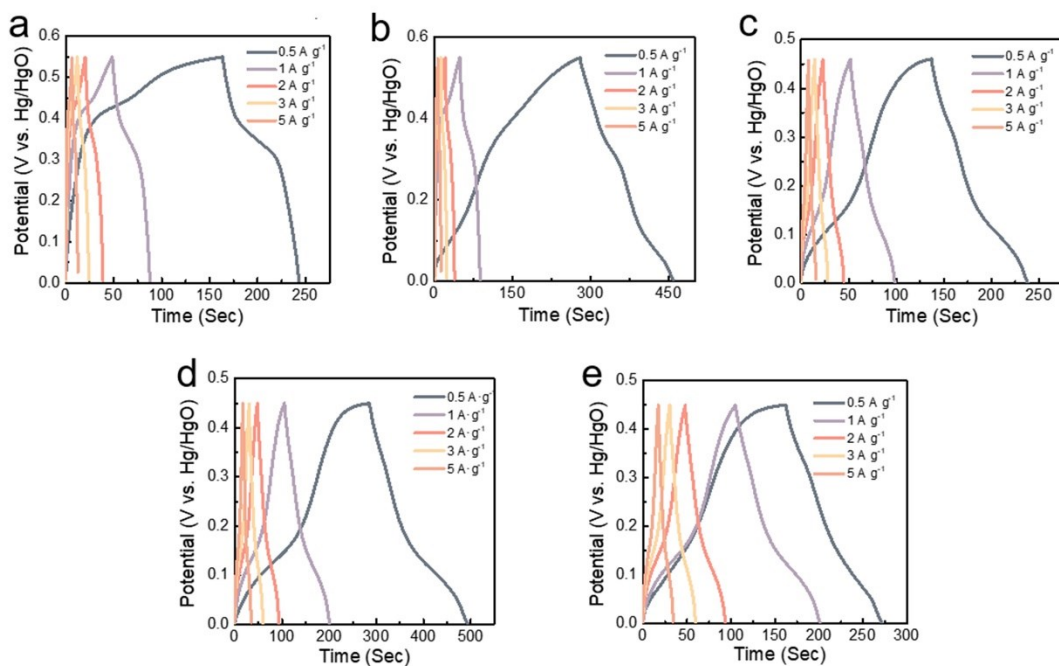 a
Potential (V vs. Hg/HgO)
0.6
0.5
0.4
0.3
0.2
0.1
0.0
0 50 100 150 200 250
Time (Sec)
0.5 A g⁻¹
1 A g⁻¹
2 A g⁻¹
3 A g⁻¹
5 A g⁻¹
b
Potential (V vs. Hg/HgO)
0.6
0.4
0.2
0.0
0 150 300 450
Time (Sec)
0.5 A g⁻¹
1 A g⁻¹
2 A g⁻¹
3 A g⁻¹
5 A g⁻¹
c
Potential (V vs. Hg/HgO)
0.5
0.4
0.3
0.2
0.1
0.0
0 50 100 150 200 250
Time (Sec)
0.5 A g⁻¹
1 A g⁻¹
2 A g⁻¹
3 A g⁻¹
5 A g⁻¹
d
Potential (V vs. Hg/HgO)
0.5
0.4
0.3
0.2
0.1
0.0
0 100 200 300 400 500
Time (Sec)
0.5 A·g⁻¹
1 A·g⁻¹
2 A·g⁻¹
3 A·g⁻¹
5 A·g⁻¹
e
Potential (V vs. Hg/HgO)
0.5
0.4
0.3
0.2
0.1
0.0
0 50 100 150 200 250 300
Time (Sec)
0.5 A g⁻¹
1 A g⁻¹
2 A g⁻¹
3 A g⁻¹
5 A g⁻¹